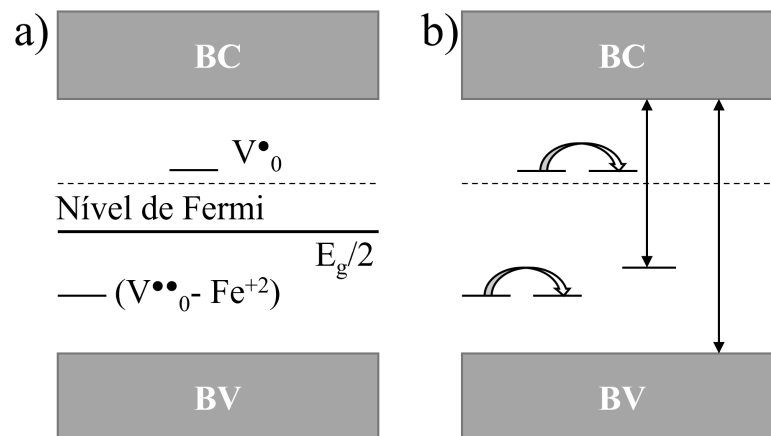 a)
BC
V●0
Nível de Fermi
Eg/2
(V●●0- Fe+2)
BV
b)
BC
BV